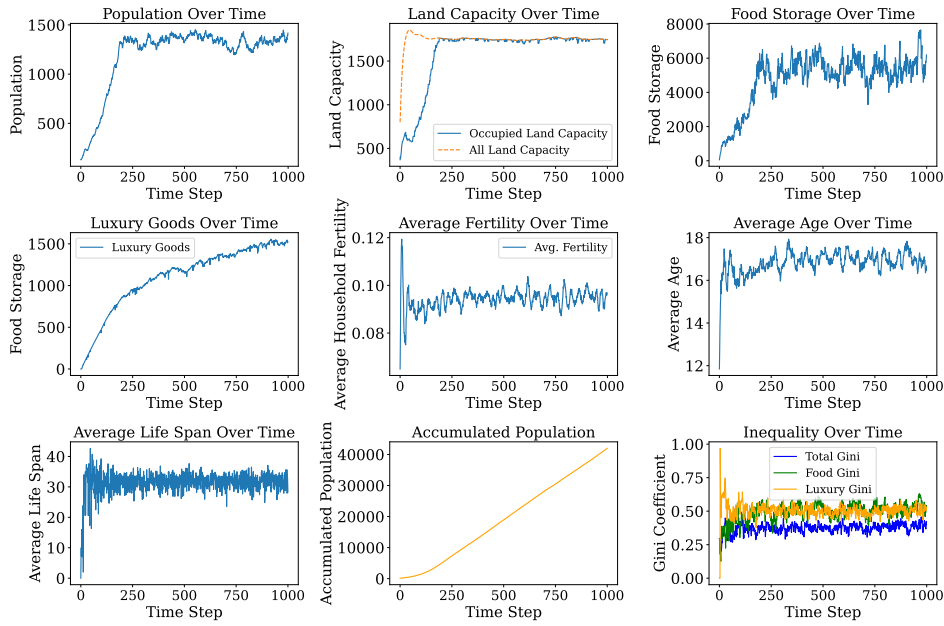 Population Over Time
Population
1500
1000
500
0
250
500
750
1000
Time Step
Land Capacity Over Time
Land Capacity
1500
1000
500
Occupied Land Capacity
All Land Capacity
0
250
500
750
1000
Time Step
Food Storage Over Time
Food Storage
8000
6000
4000
2000
0
0
250
500
750
1000
Time Step
Luxury Goods Over Time
Food Storage
1500
1000
500
0
Luxury Goods
0
250
500
750
1000
Time Step
Average Fertility Over Time
Average Household Fertility
0.12
0.10
0.08
Avg. Fertility
0
250
500
750
1000
Time Step
Average Age Over Time
Average Age
18
16
14
12
0
250
500
750
1000
Time Step
Average Life Span Over Time
Average Life Span
40
30
20
10
0
0
250
500
750
1000
Time Step
Accumulated Population
Accumulated Population
40000
30000
20000
10000
0
0
250
500
750
1000
Time Step
Inequality Over Time
Gini Coefficient
1.00
0.75
0.50
0.25
0.00
Total Gini
Food Gini
Luxury Gini
0
250
500
750
1000
Time Step